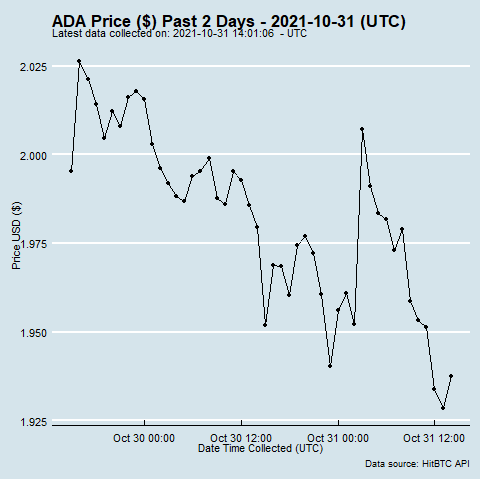 ADA Price ($) Past 2 Days - 2021-10-31 (UTC)
Latest data collected on: 2021-10-31 14:01:06  - UTC
2.025
2.000
1.975
1.950
1.925
Price USD ($)
Oct 30 00:00 Oct 30 12:00 Oct 31 00:00 Oct 31 12:00
Date Time Collected (UTC)
Data source: HitBTC API